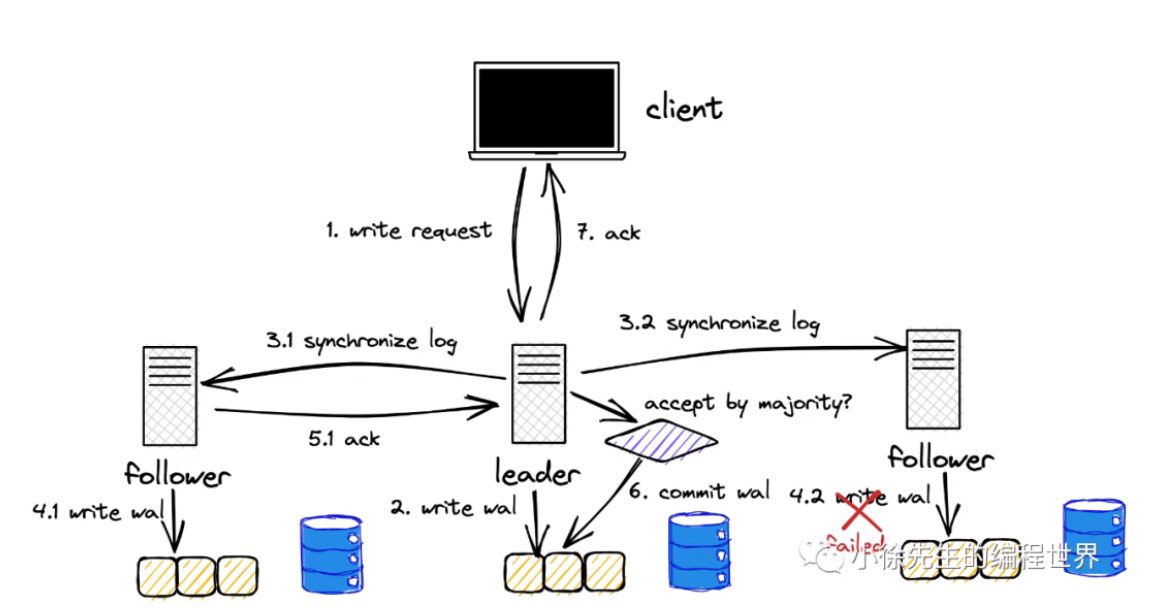 client
1. write request
7. ack
3.1 synchronize log
3.2 synchronize log
accept by majority?
5.1 ack
follower
leader
follower
4.1 write wal
2. write wal
6. commit wal
4.2 write wal
failed
小徐先生的编程世界